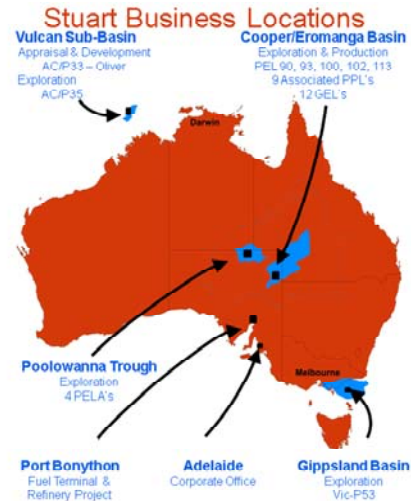 Stuart Business Locations
Vulcan Sub-Basin
Appraisal & Development
AC/P33 – Oliver
Exploration
AC/P35
Cooper/Eromanga Basin
Exploration & Production
PEL 90, 93, 100, 102, 113
9 Associated PPL's
12 GEL's
Darwin
Poolowanna Trough
Exploration
4 PELA's
Melbourne
Port Bonython
Fuel Terminal &
Refinery Project
Adelaide
Corporate Office
Gippsland Basin
Exploration
Vic-P53